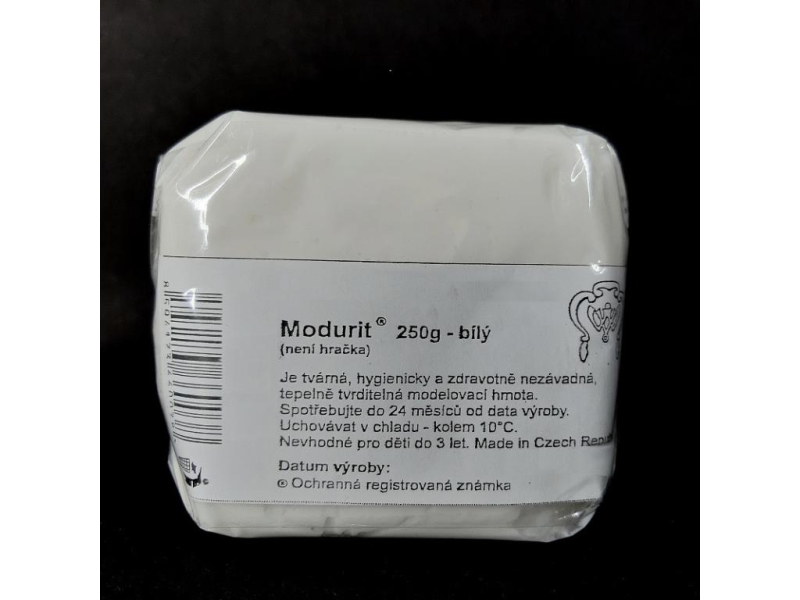 Modurit® 250g - bílý
(není hračka)
Je tvárná, hygienicky a zdravotně nezávadná,
tepelně tvrditelná modelovací hmota.
Spotřebujte do 24 měsíců od data výroby.
Uchovávat v chladu - kolem 10°C.
Nevhodné pro děti do 3 let. Made in Czech
Datum výroby:
® Ochranná registrovaná známka